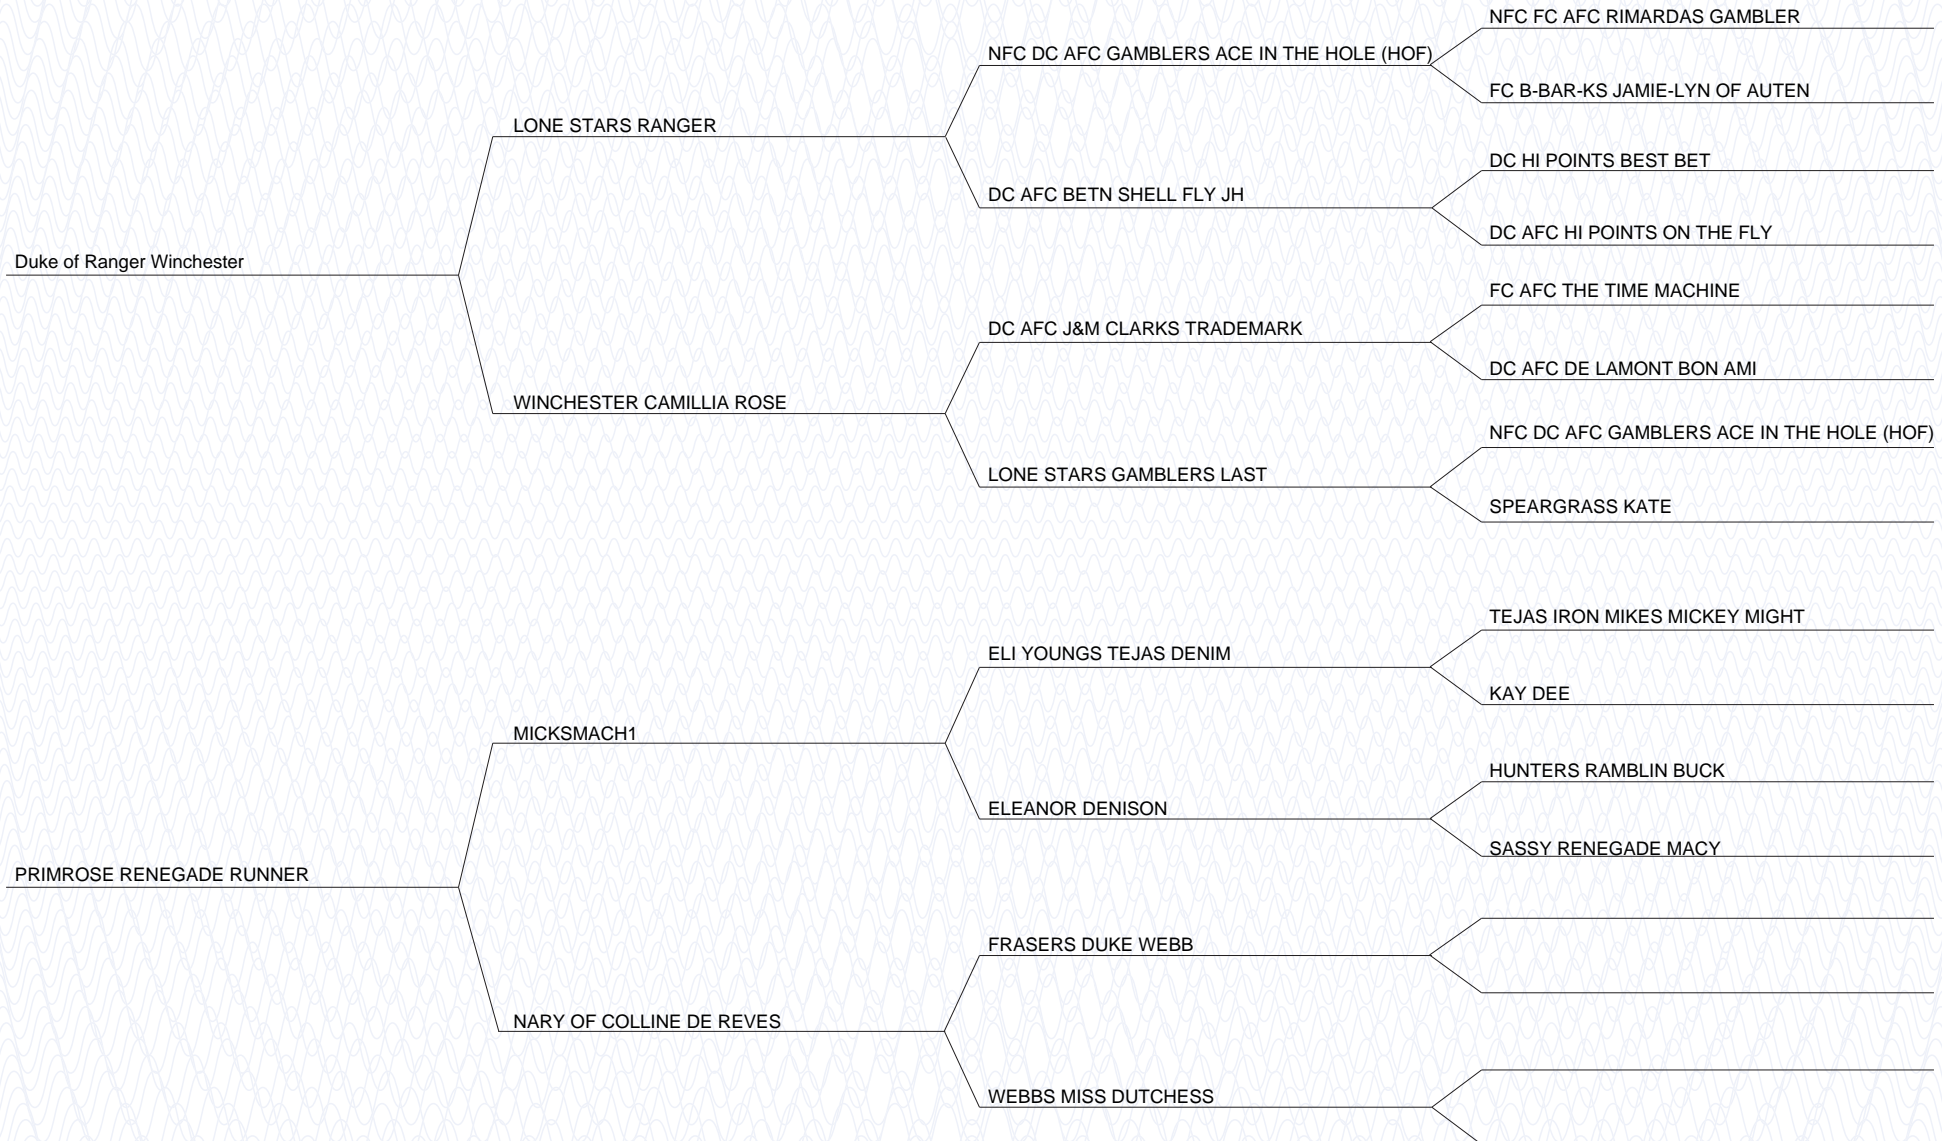 NFC FC AFC RIMARDAS GAMBLER
NFC DC AFC GAMBLERS ACE IN THE HOLE (HOF)
FC B-BAR-KS JAMIE-LYN OF AUTEN
LONE STARS RANGER
DC HI POINTS BEST BET
DC AFC BETN SHELL FLY JH
DC AFC HI POINTS ON THE FLY
Duke of Ranger Winchester
FC AFC THE TIME MACHINE
DC AFC J&M CLARKS TRADEMARK
DC AFC DE LAMONT BON AMI
WINCHESTER CAMILLIA ROSE
NFC DC AFC GAMBLERS ACE IN THE HOLE (HOF)
LONE STARS GAMBLERS LAST
SPEARGRASS KATE
TEJAS IRON MIKES MICKEY MIGHT
ELI YOUNGS TEJAS DENIM
KAY DEE
MICKSMACH1
HUNTERS RAMBLIN BUCK
ELEANOR DENISON
SASSY RENEGADE MACY
PRIMROSE RENEGADE RUNNER
FRASERS DUKE WEBB
NARY OF COLLINE DE REVES
WEBBS MISS DUTCHESS